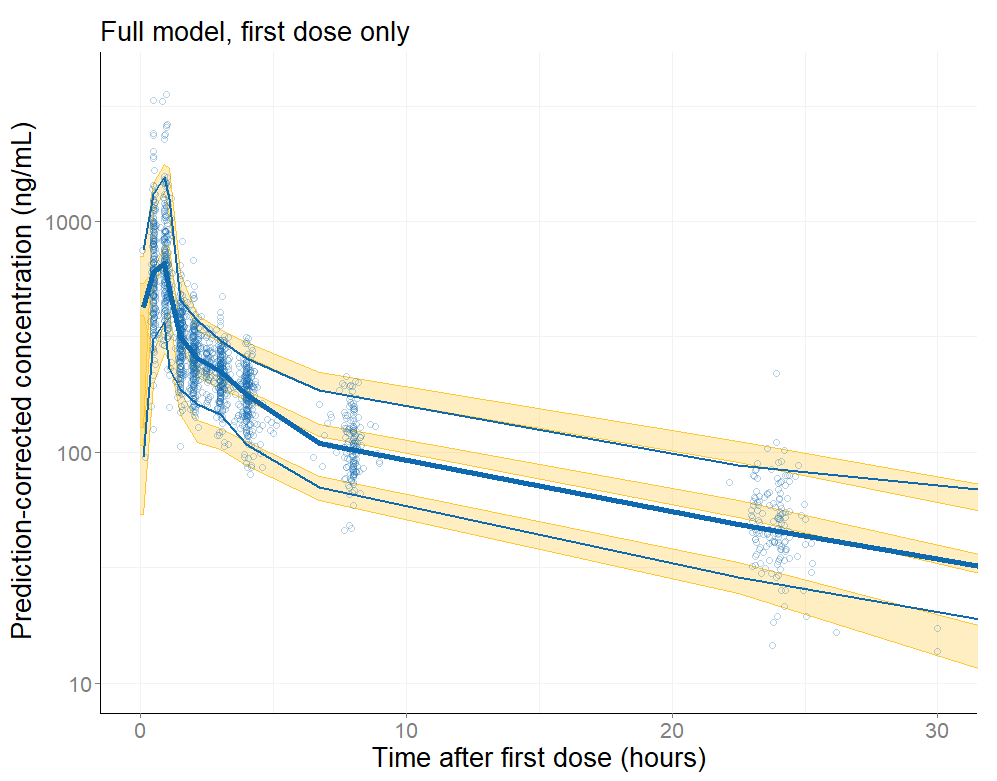 Full model, first dose only
Prediction-corrected concentration (ng/mL)
1000
100
10
0
10
20
30
Time after first dose (hours)